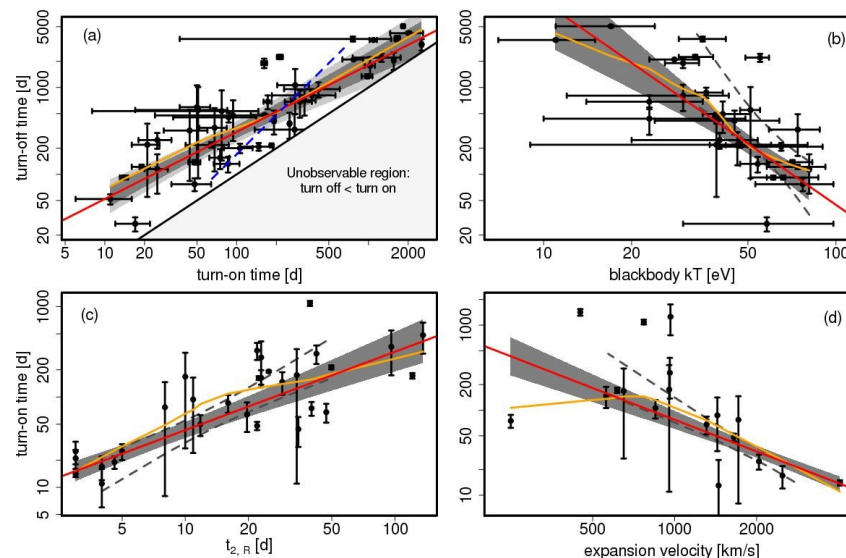 (a)
turn-off time [d]
5000
1000
200
50
20
Unobservable region:
turn off < turn on
5 20 50 100 500 2000
turn-on time [d]
(b)
5000
1000
200
50
20
10 20 50 100
blackbody kT [eV]
(c)
turn-on time [d]
1000
200
50
15
5
5 10 20 50 100
t2, R [d]
(d)
1000
200
50
10
500 1000 2000
expansion velocity [km/s]